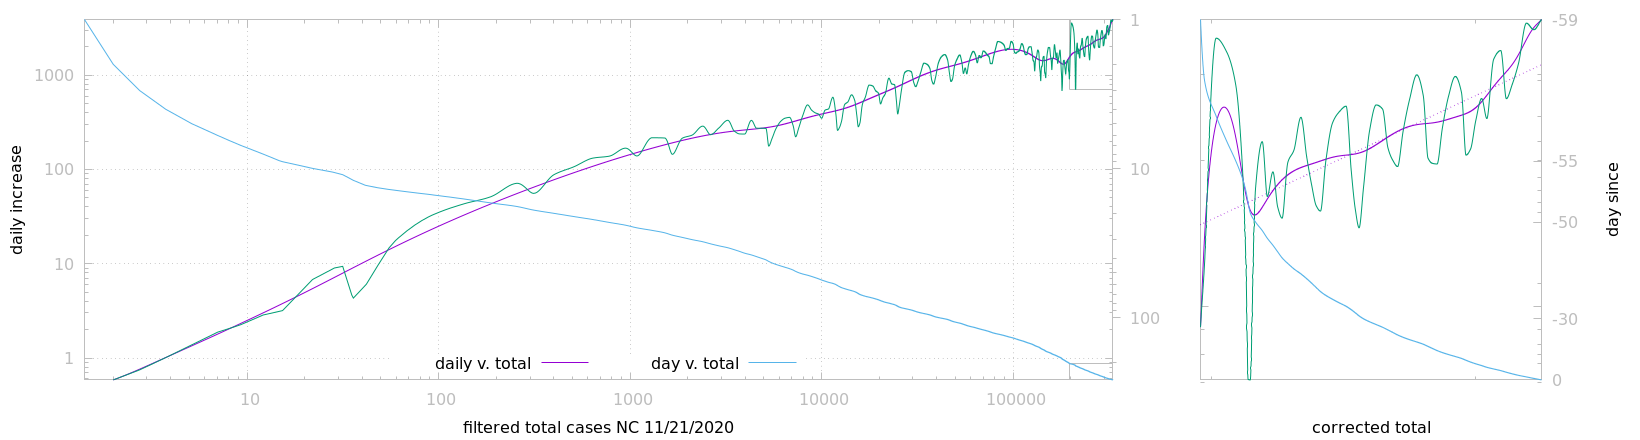 1
-59
1000
daily increase
100
10
-55
-50
day since
10
100
-30
1
daily v. total
day v. total
0
10
100
1000
10000
100000
filtered total cases NC 11/21/2020
corrected total